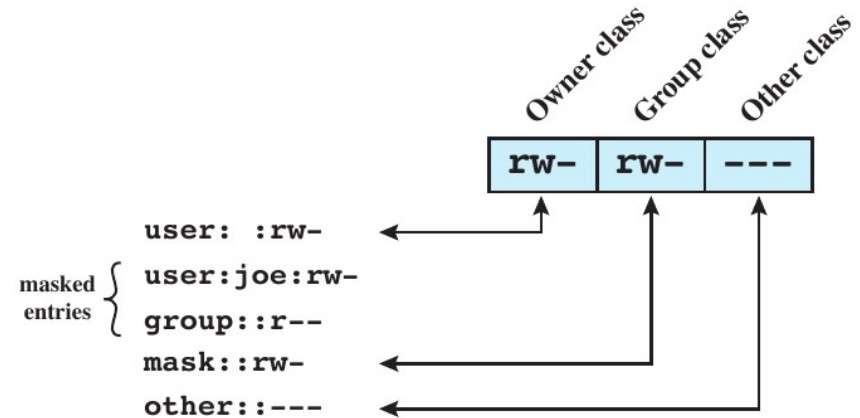 Owner class
Group class
Other class
rw- rw- ---
user: :rw-
masked
entries
user:joe:rw-
group::r--
mask::rw-
other::---